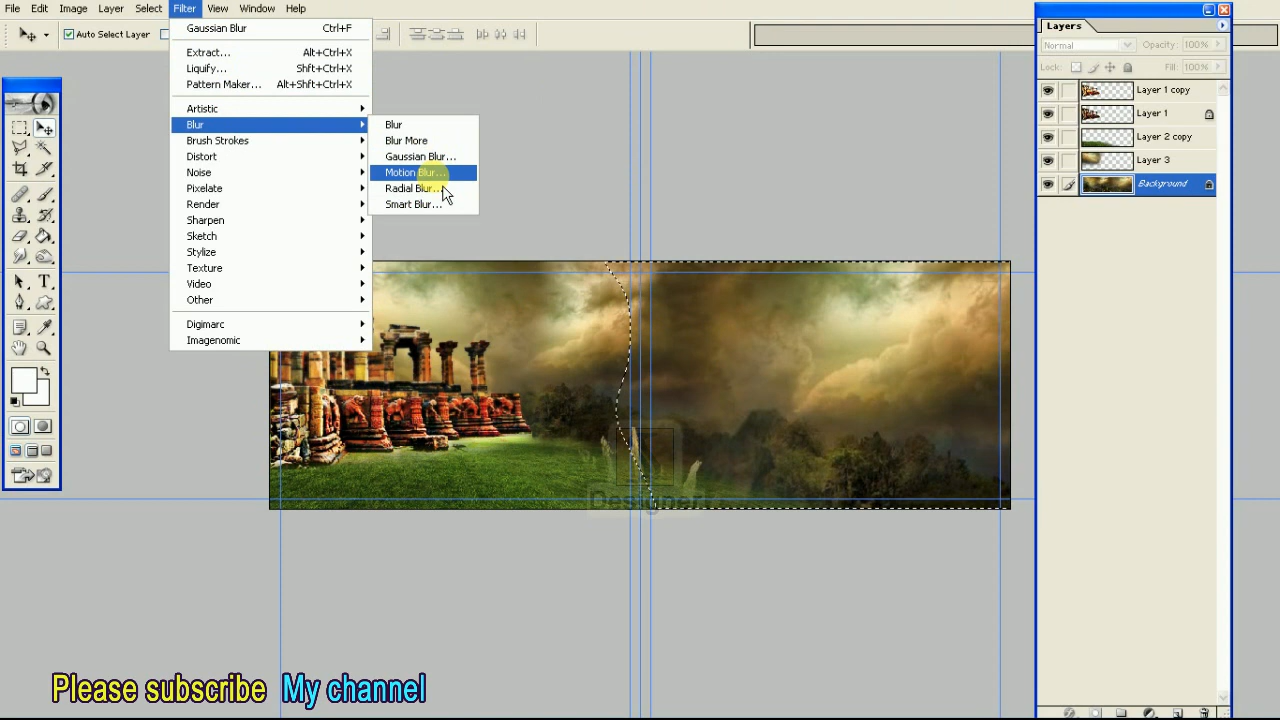 File Edit Image Layer Select Filter View Window Help
Auto Select Layer
Gaussian Blur Ctrl+F
Extract... Alt+Ctrl+X
Liquify... Shft+Ctrl+X
Pattern Maker... Alt+Shft+Ctrl+X
Artistic
Blur
Brush Strokes
Distort
Noise
Pixelate
Render
Sharpen
Sketch
Stylize
Texture
Video
Other
Digimarc
Imagenomic
Blur
Blur More
Gaussian Blur...
Motion Blur...
Radial Blur...
Smart Blur...
Layers
Normal Opacity: 100%
Lock: Fill: 100%
Layer 1 copy
Layer 1
Layer 2 copy
Layer 3
Background
Designer
Please subscribe My channel